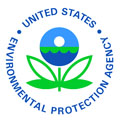 UNITED STATES
• ENVIRONMENTAL PROTECTION AGENCY •